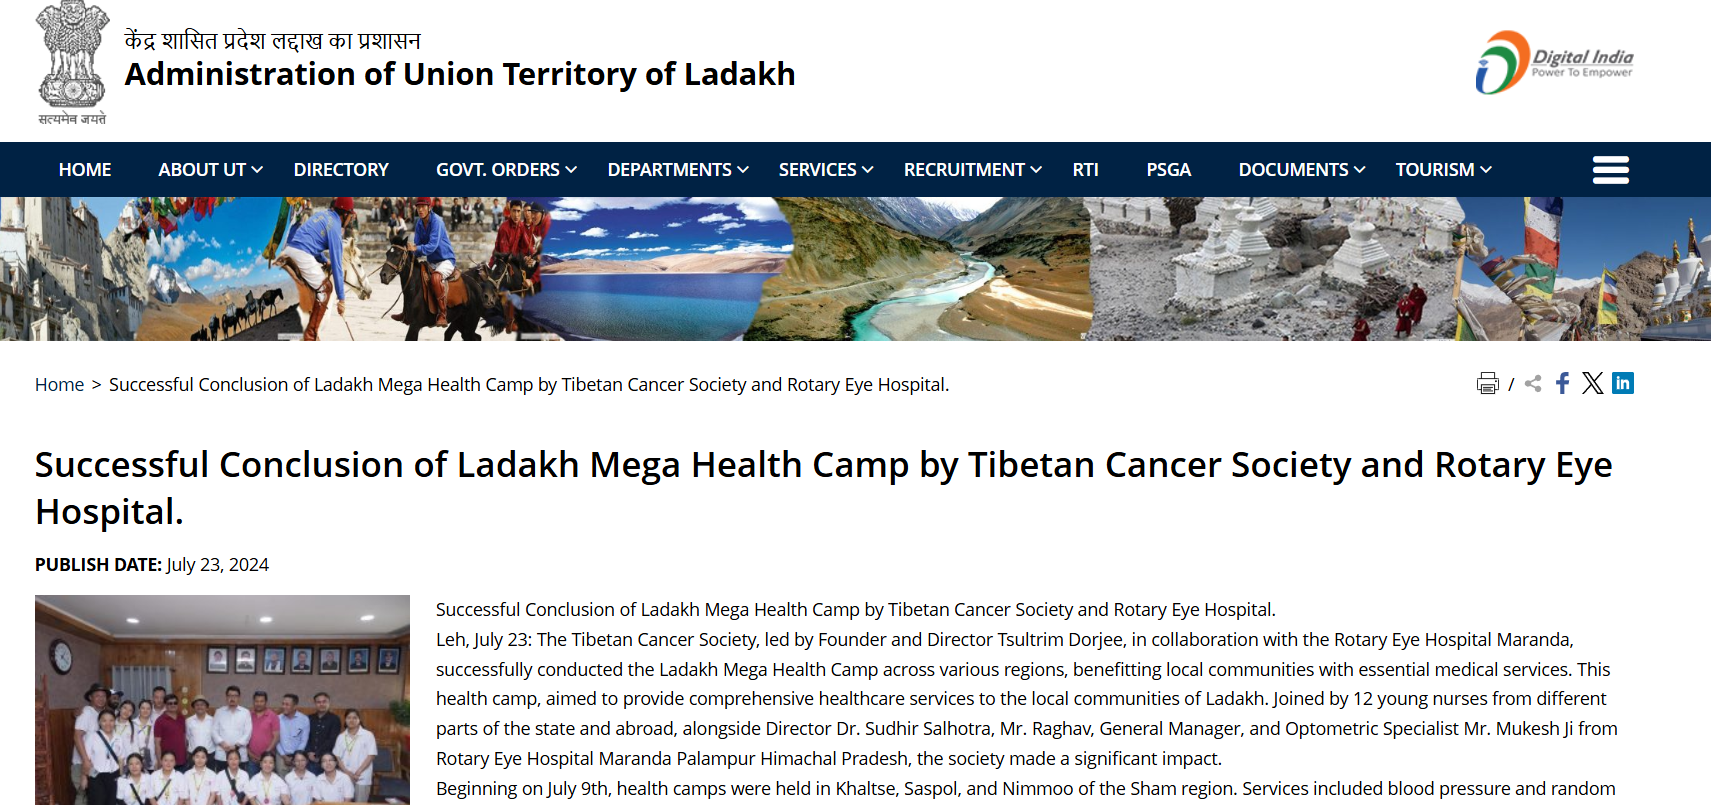 केंद्र शासित प्रदेश लद्दाख का प्रशासन
Administration of Union Territory of Ladakh
सत्यमेव जयते
Digital India
Power To Empower
HOME ABOUT UT DIRECTORY GOVT. ORDERS DEPARTMENTS SERVICES RECRUITMENT RTI PSGA DOCUMENTS TOURISM
Home > Successful Conclusion of Ladakh Mega Health Camp by Tibetan Cancer Society and Rotary Eye Hospital.
/
Successful Conclusion of Ladakh Mega Health Camp by Tibetan Cancer Society and Rotary Eye
Hospital.
PUBLISH DATE: July 23, 2024
Successful Conclusion of Ladakh Mega Health Camp by Tibetan Cancer Society and Rotary Eye Hospital.
Leh, July 23: The Tibetan Cancer Society, led by Founder and Director Tsultrim Dorjee, in collaboration with the Rotary Eye Hospital Maranda,
successfully conducted the Ladakh Mega Health Camp across various regions, benefitting local communities with essential medical services. This
health camp, aimed to provide comprehensive healthcare services to the local communities of Ladakh. Joined by 12 young nurses from different
parts of the state and abroad, alongside Director Dr. Sudhir Salhotra, Mr. Raghav, General Manager, and Optometric Specialist Mr. Mukesh Ji from
Rotary Eye Hospital Maranda Palampur Himachal Pradesh, the society made a significant impact.
Beginning on July 9th, health camps were held in Khaltse, Saspol, and Nimmoo of the Sham region. Services included blood pressure and random